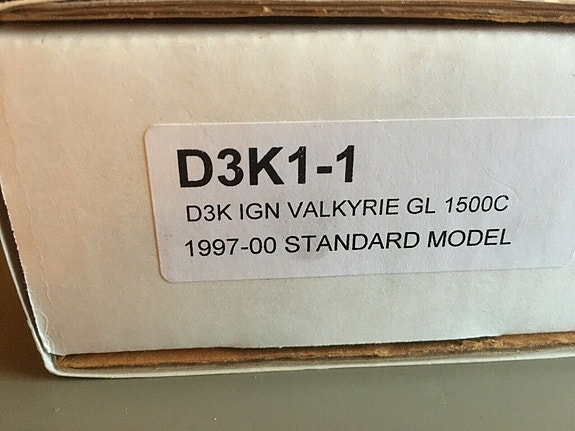 D3K1-1
D3K IGN VALKYRIE GL 1500C
1997-00 STANDARD MODEL